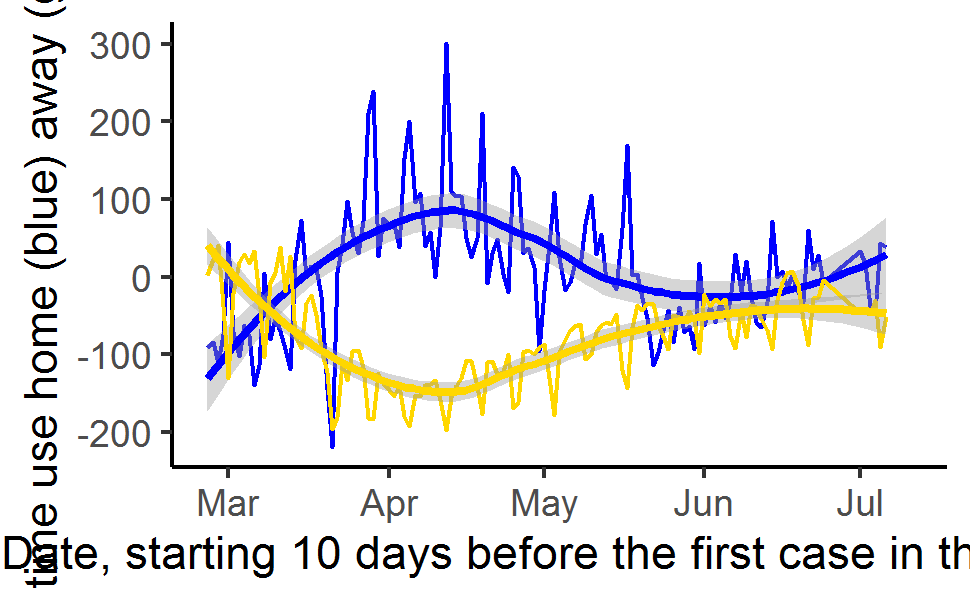 time use home (blue) away (
300
200
100
0
-100
-200
Mar Apr May Jun Jul
Date, starting 10 days before the first case in th